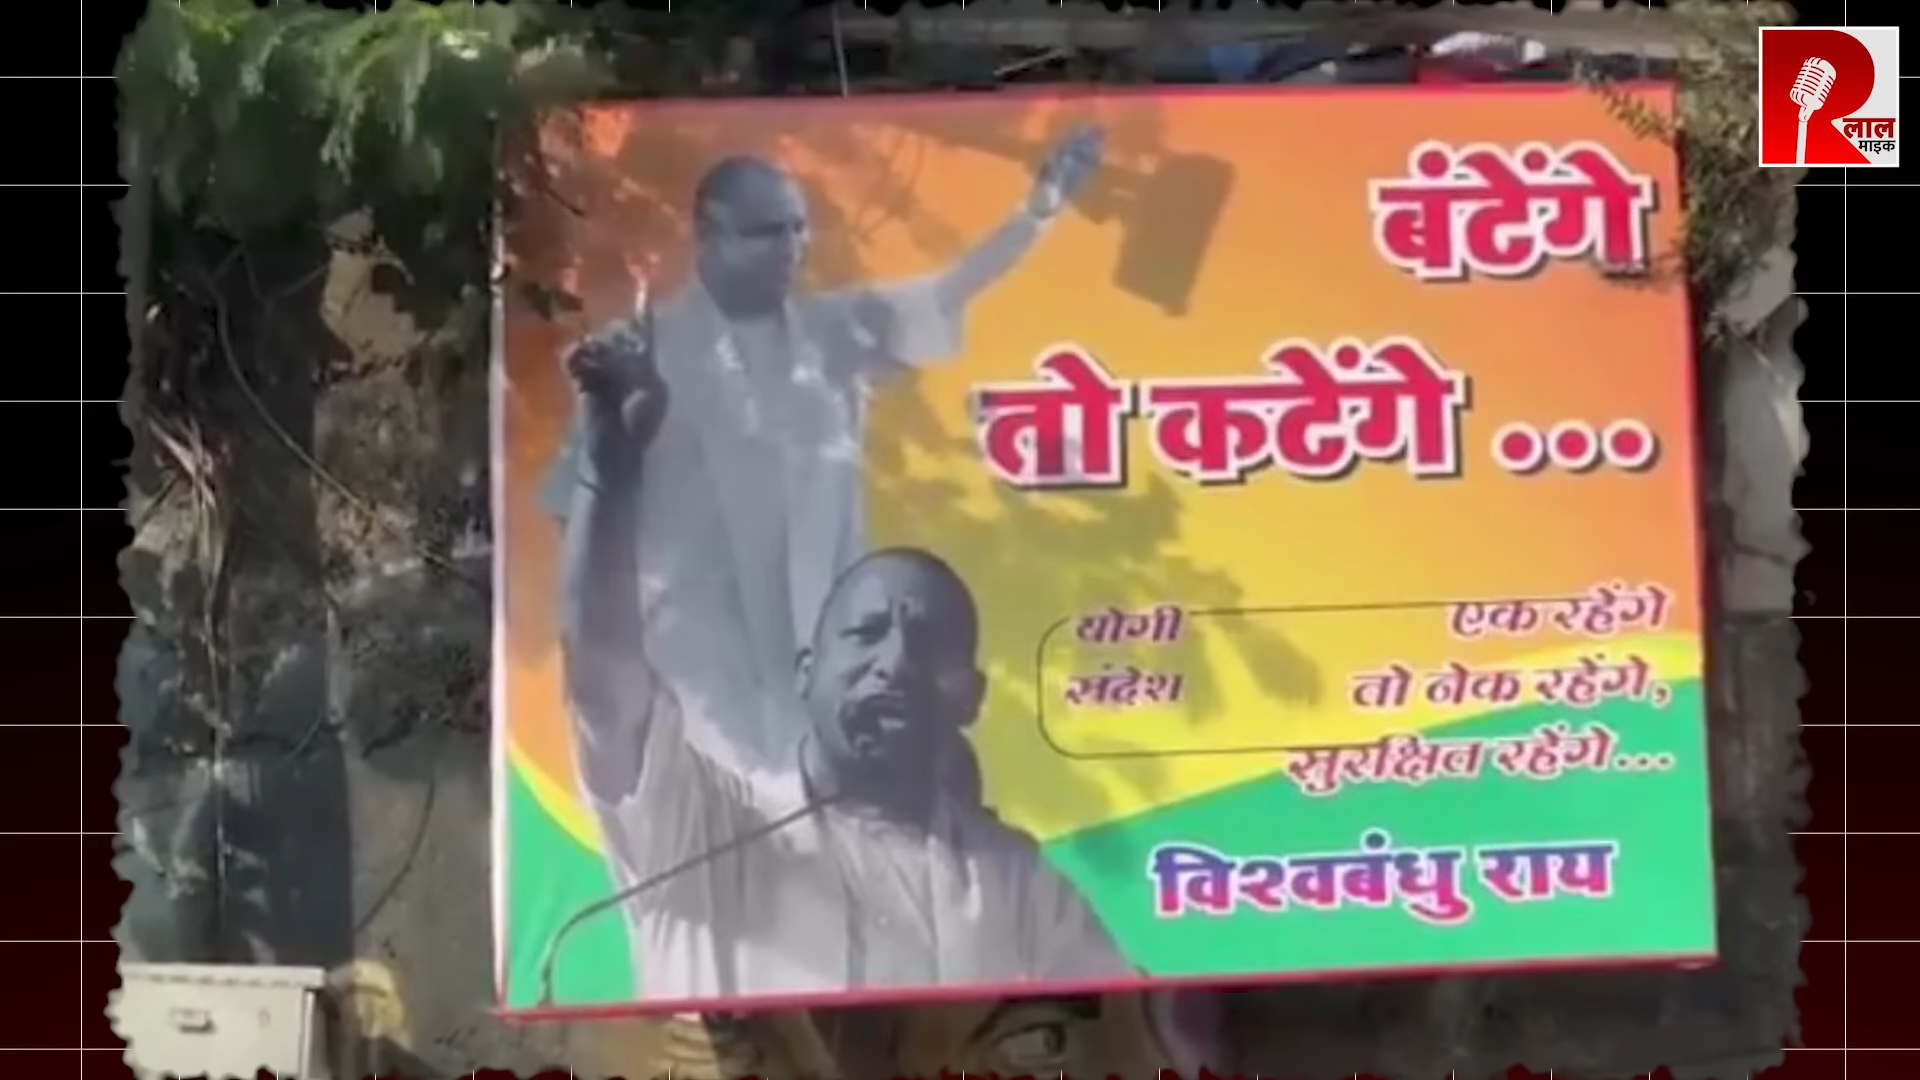 लाल
माइक
बंटेंगे
तो कटेंगे ...
योगी
संदेश
एक रहेंगे
तो नेक रहेंगे,
सुरक्षित रहेंगे...
विश्वबंधु राय